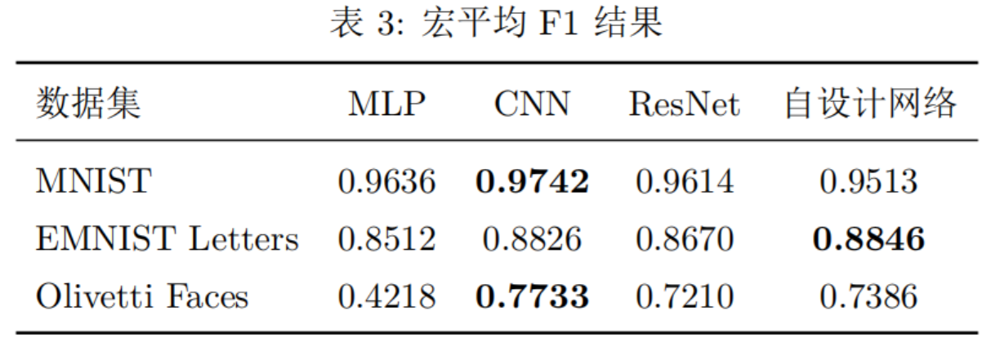 表 3: 宏平均 F1 结果
数据集 MLP CNN ResNet 自设计网络
MNIST 0.9636 0.9742 0.9614 0.9513
EMNIST Letters 0.8512 0.8826 0.8670 0.8846
Olivetti Faces 0.4218 0.7733 0.7210 0.7386